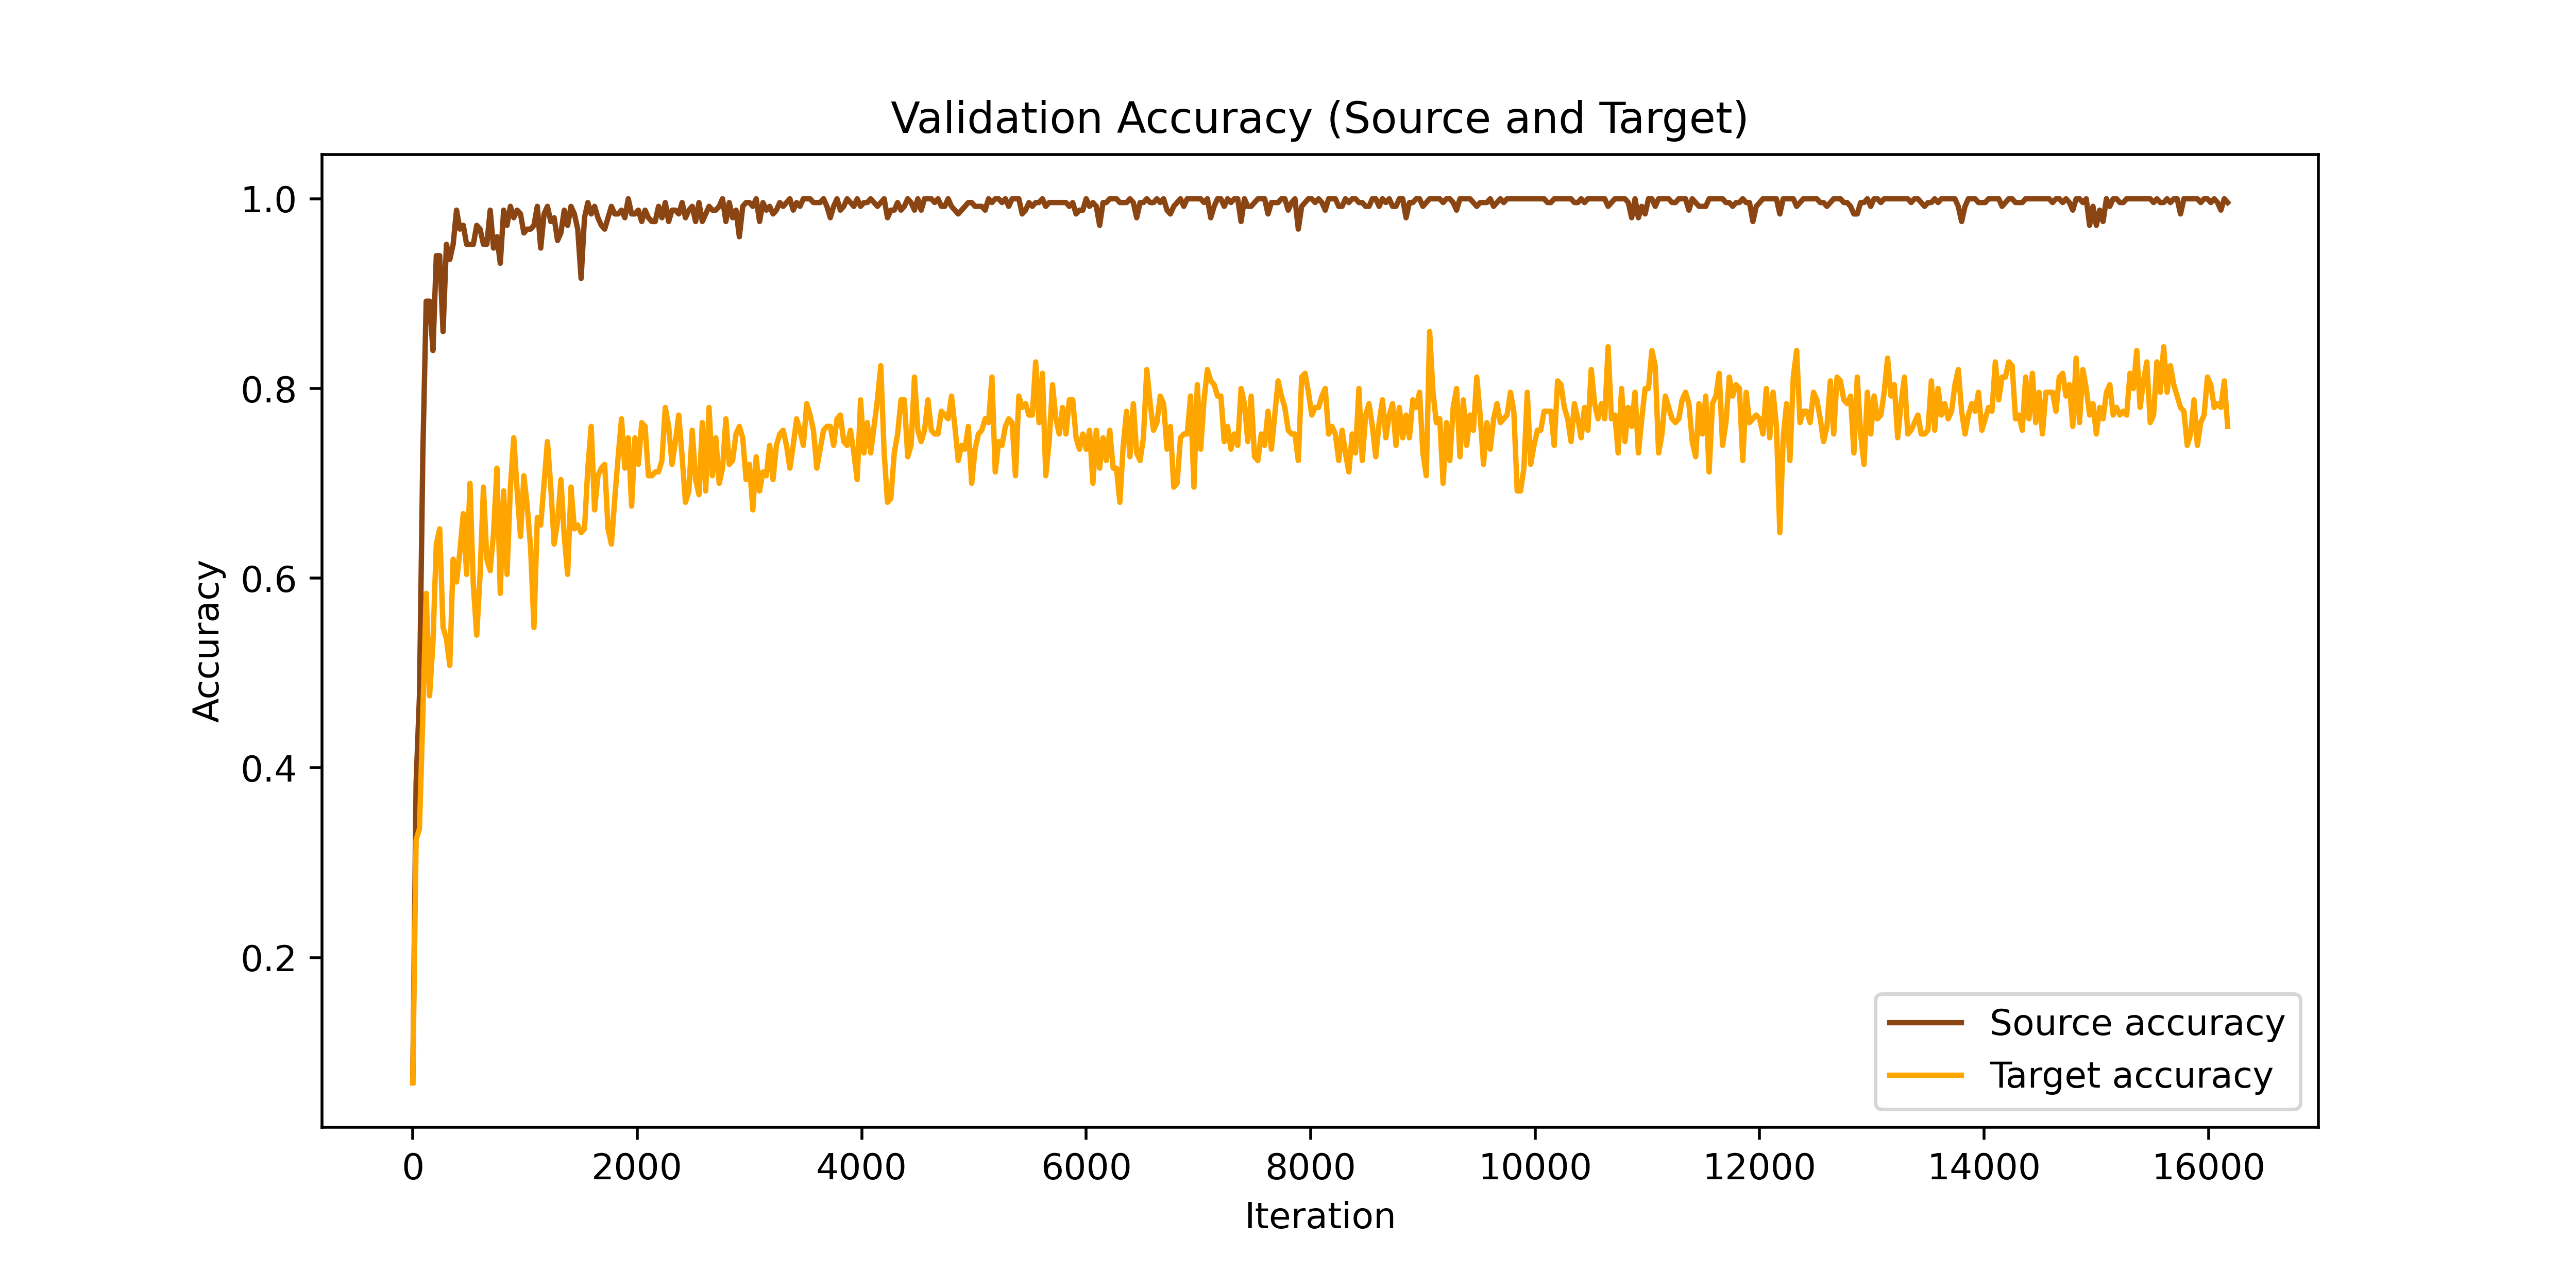 Validation Accuracy (Source and Target)
1.0
0.8
0.6
0.4
0.2
Accuracy
0 2000 4000 6000 8000 10000 12000 14000 16000
Iteration
Source accuracy
Target accuracy